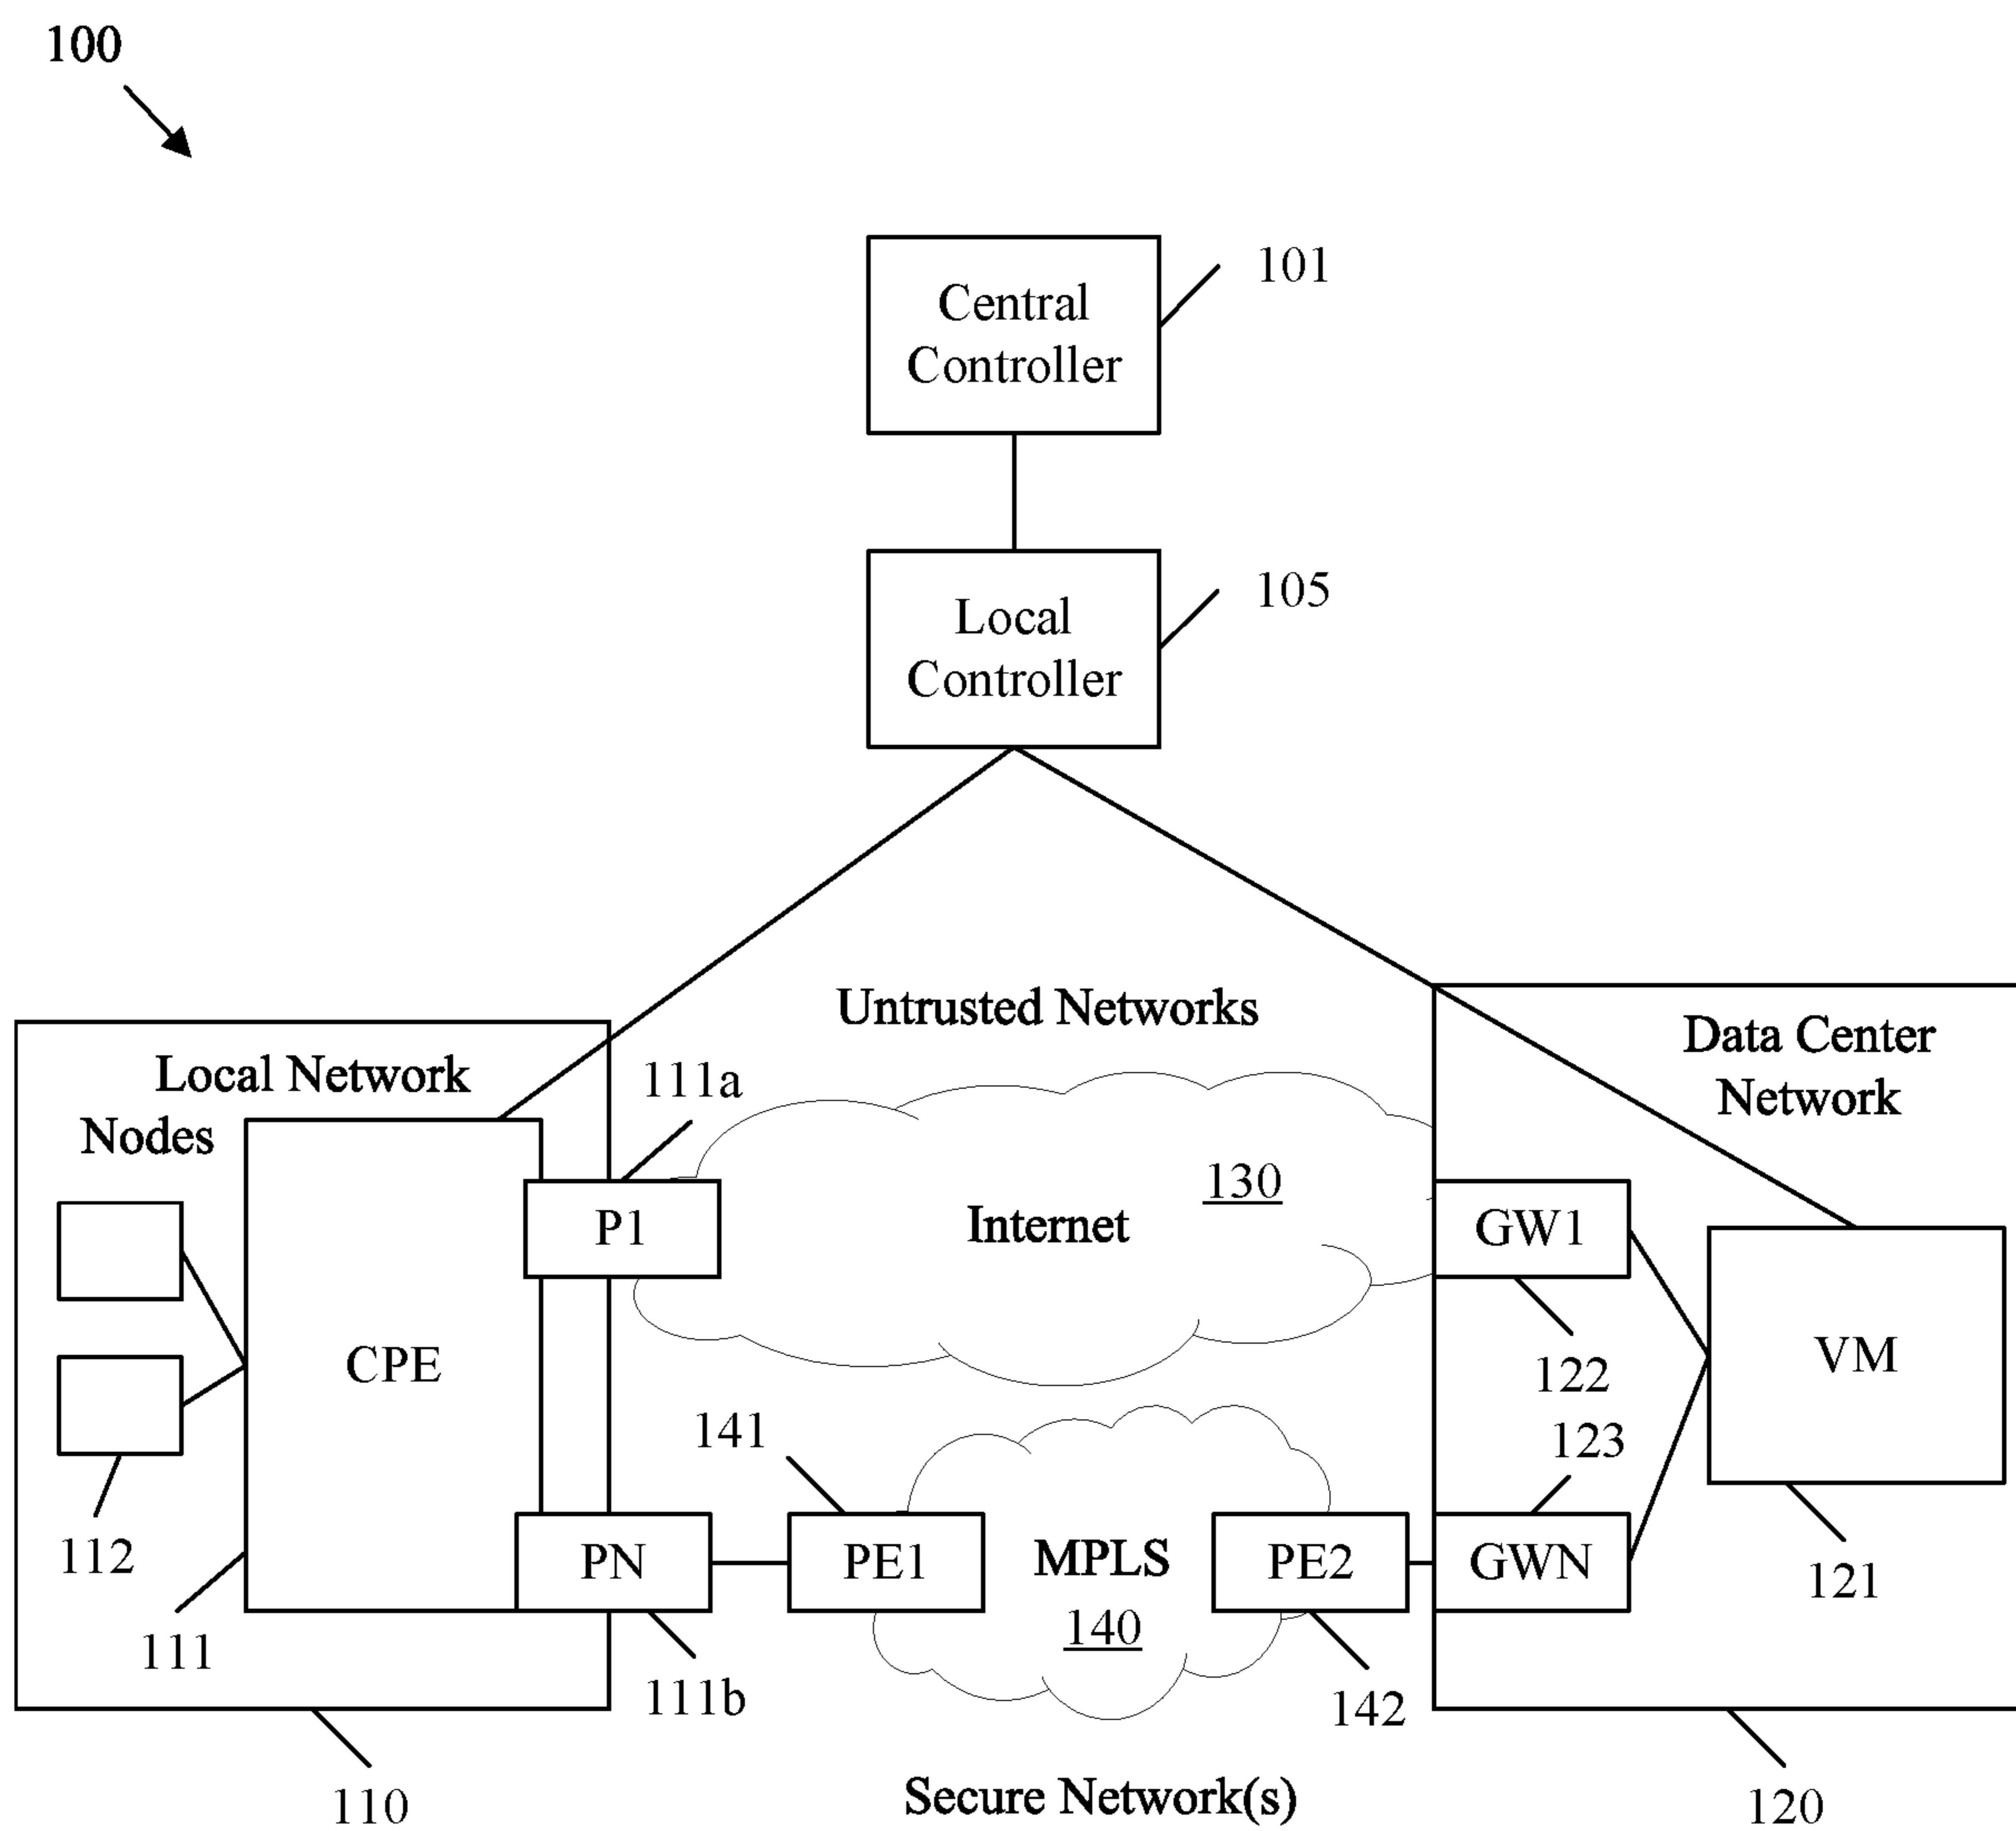 100
Central
Controller
101
Local
Controller
105
Untrusted Networks
Data Center
Network
Local Network
Nodes
111a
130
P1
Internet
GW1
CPE
VM
122
141
123
112
PN
PE1
MPLS
PE2
GWN
121
111
140
111b
142
110
Secure Network(s)
120